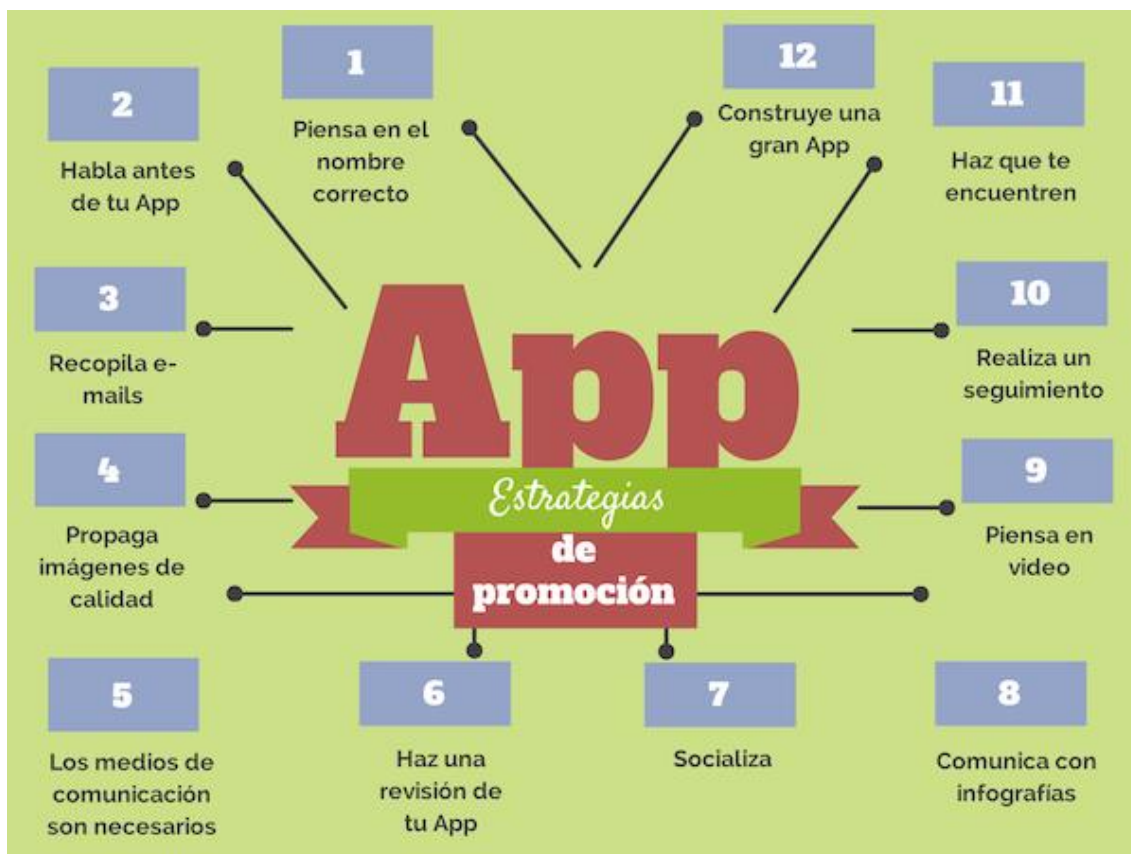 1
Piensa en el
nombre
correcto
2
Habla antes
de tu App
3
Recopila e-
mails
4
Propaga
imágenes de
calidad
5
Los medios de
comunicación
son necesarios
6
Haz una
revisión de
tu App
7
Socializa
8
Comunica con
infografías
9
Piensa en
video
10
Realiza un
seguimiento
11
Haz que te
encuentren
12
Construye una
gran App
App
Estrategias
de
promoción